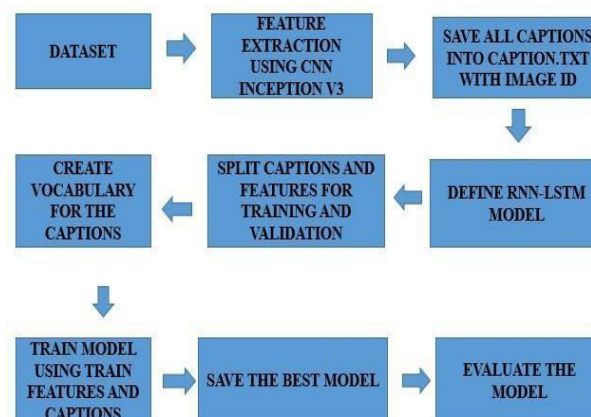 DATASET
FEATURE
EXTRACTION
USING CNN
INCEPTION V3
SAVE ALL CAPTIONS
INTO CAPTION.TXT
WITH IMAGE ID
DEFINE RNN-LSTM
MODEL
SPLIT CAPTIONS AND
FEATURES FOR
TRAINING AND
VALIDATION
CREATE
VOCABULARY
FOR THE
CAPTIONS
TRAIN MODEL
USING TRAIN
FEATURES AND
CAPTIONS
SAVE THE BEST MODEL
EVALUATE THE
MODEL